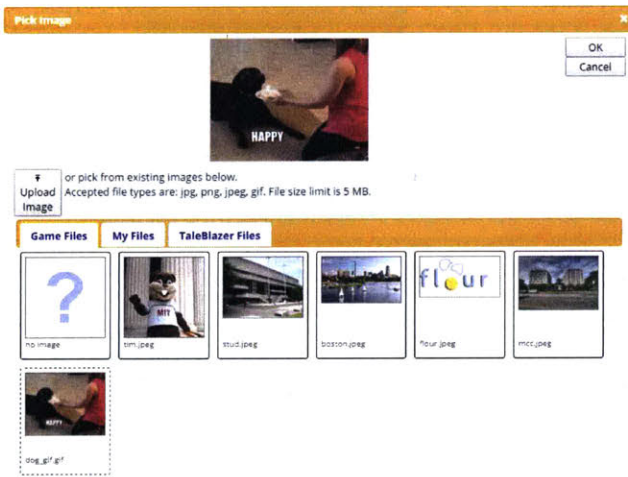 Pick Image
x
OK
Cancel
HAPPY
Upload Image
or pick from existing images below.
Accepted file types are: jpg, png, jpeg, gif. File size limit is 5 MB.
Game Files
My Files
TaleBlazer Files
?
MIT
flour
no image
tim.jpeg
stud.jpeg
boston.jpeg
flour.jpeg
mcc.jpeg
HAPPY
dog_gif.gif